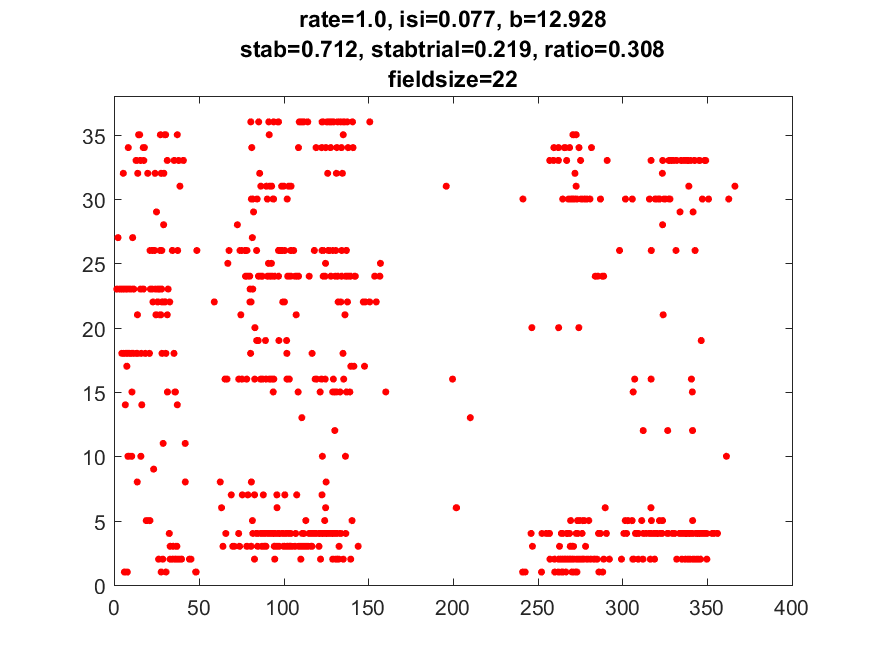 rate=1.0, isi=0.077, b=12.928
stab=0.712, stabtrial=0.219, ratio=0.308
fieldsize=22
35
30
25
20
15
10
5
0
0 50 100 150 200 250 300 350 400